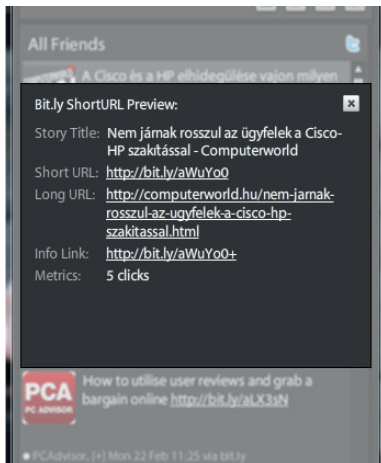 All Friends
A Cisco és a HP elhidegülése vajon milyen
Bit.ly ShortURL Preview:
Story Title: Nem járnak rosszul az ügyfelek a Cisco-
HP szakítással - Computerworld
Short URL: http://bit.ly/aWuYo0
Long URL: http://computerworld.hu/nem-jarnak-
rosszul-az-ugyfelek-a-cisco-hp-
szakitassal.html
Info Link: http://bit.ly/aWuYo0+
Metrics: 5 clicks
PCA
PC ADVISOR
How to utilise user reviews and grab a
bargain online http://bit.ly/aLX3sN
PCAdvisor, [+] Mon 22 Feb 11:25 via bit.ly